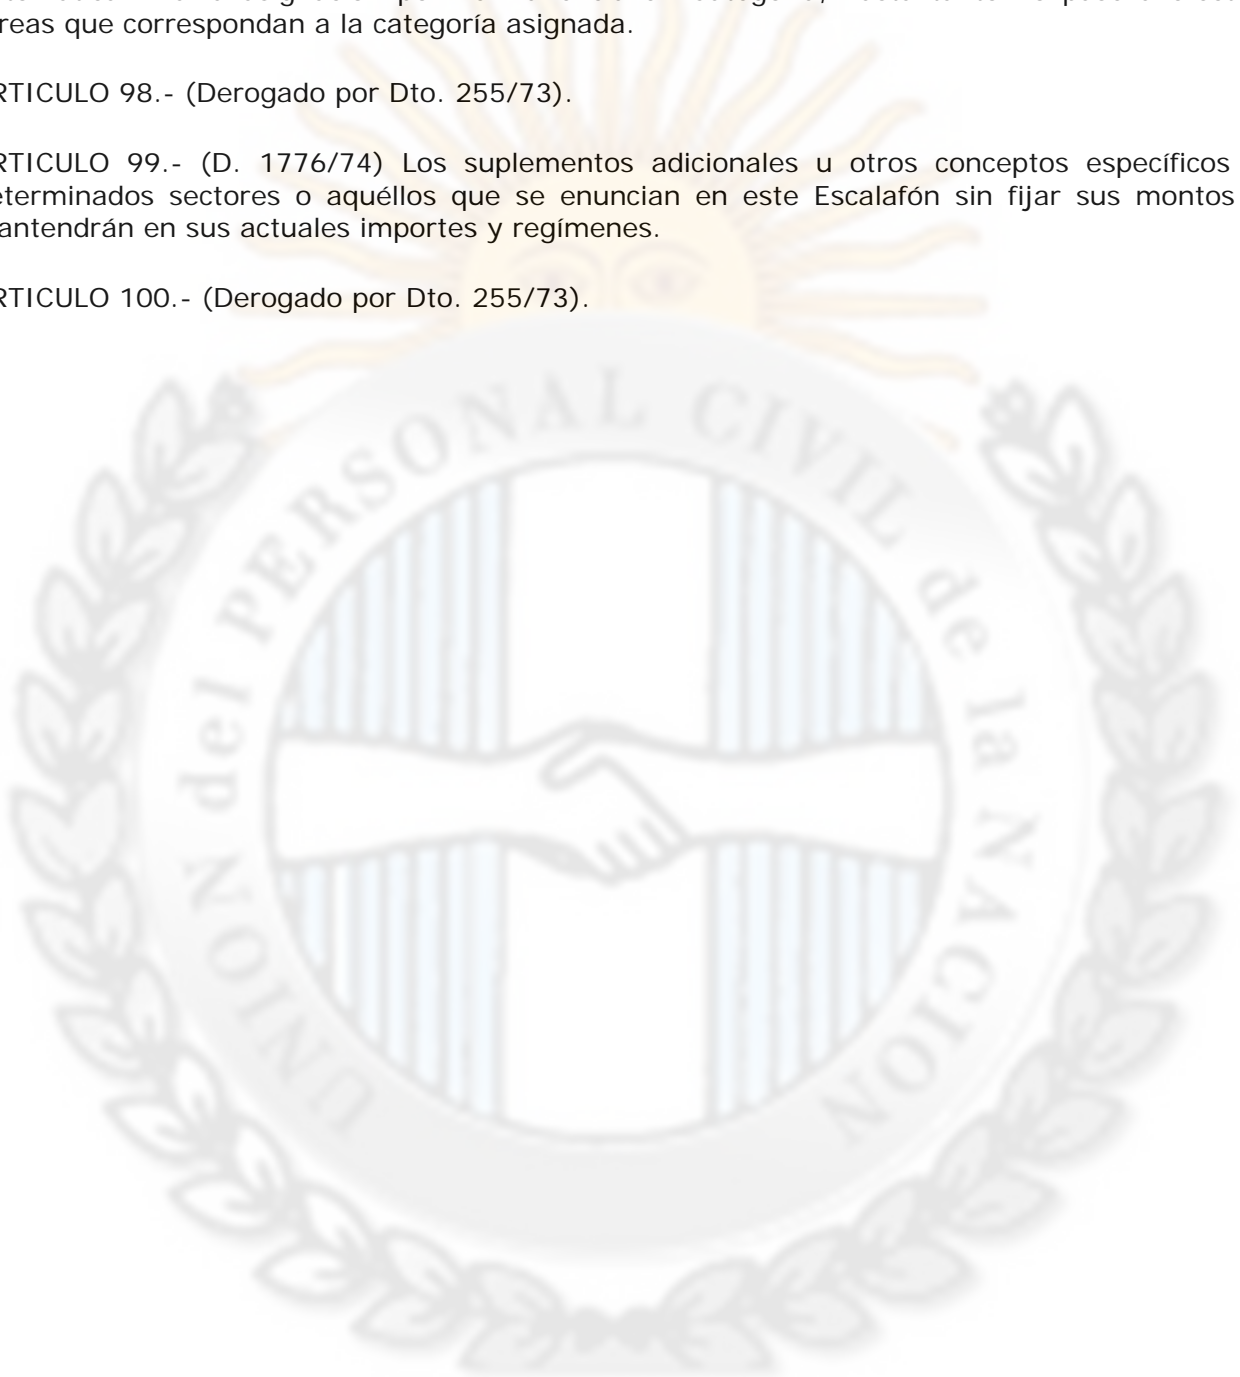 reas que correspondan a la categoría asignada.
RTICULO 98.- (Derogado por Dto. 255/73).
RTICULO 99.- (D. 1776/74) Los suplementos adicionales u otros conceptos específicos
eterminados sectores o aquéllos que se enuncian en este Escalafón sin fijar sus montos
antendrán en sus actuales importes y regímenes.
RTICULO 100.- (Derogado por Dto. 255/73).
UNION del PERSONAL CIVIL de la NACION